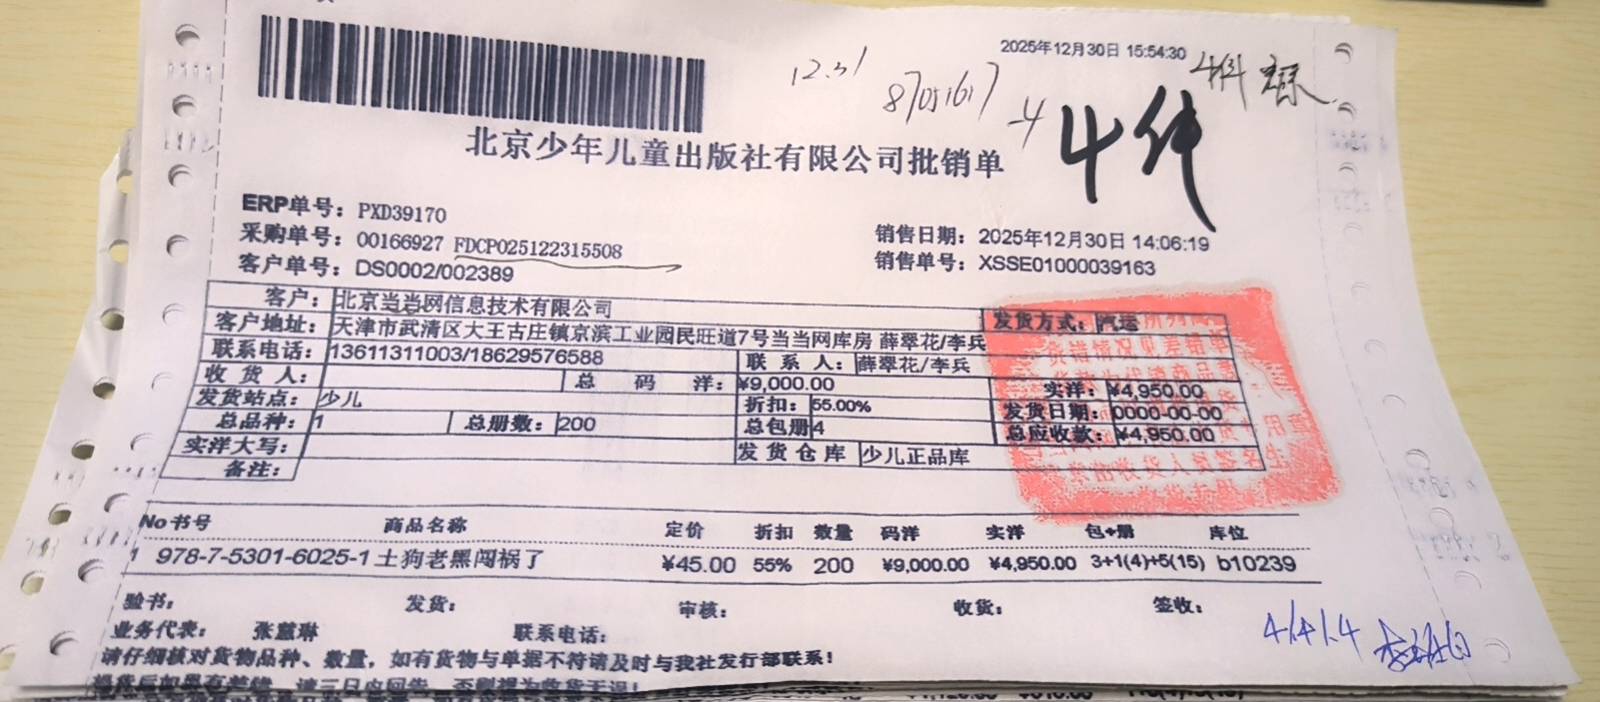 2025年12月30日 15:54:30
12.31
4件
87051617
-4
4件
北京少年儿童出版社有限公司批销单
ERP单号：PXD39170
采购单号：00166927 FDCP025122315508
销售日期：2025年12月30日 14:06:19
客户单号：DS0002/002389
销售单号：XSSE01000039163
客户：北京当当网信息技术有限公司
发货方式：汽运
客户地址：天津市武清区大王古庄镇京滨工业园民旺道7号当当网库房 薛翠花/李兵
联系电话：13611311003/18629576588 联系人：薛翠花/李兵
收货人： 总码洋：¥9,000.00 实洋：¥4,950.00
发货站点：少儿 折扣：55.00% 发货日期：0000-00-00
总品种：1 总册数：200 总包册4 总应收款：¥4,950.00
实洋大写： 发货仓库 少儿正品库
备注：
No 书号 商品名称 定价 折扣 数量 码洋 实洋 包+册 库位
1 978-7-5301-6025-1 土狗老黑闯祸了 ¥45.00 55% 200 ¥9,000.00 ¥4,950.00 3+1(4)+5(15) b10239
验书： 发货： 审核： 收货： 签收：
业务代表： 张慧琳 联系电话：
4/4/1.4
请仔细核对货物品种、数量，如有货物与单据不符请及时与我社发行部联系！